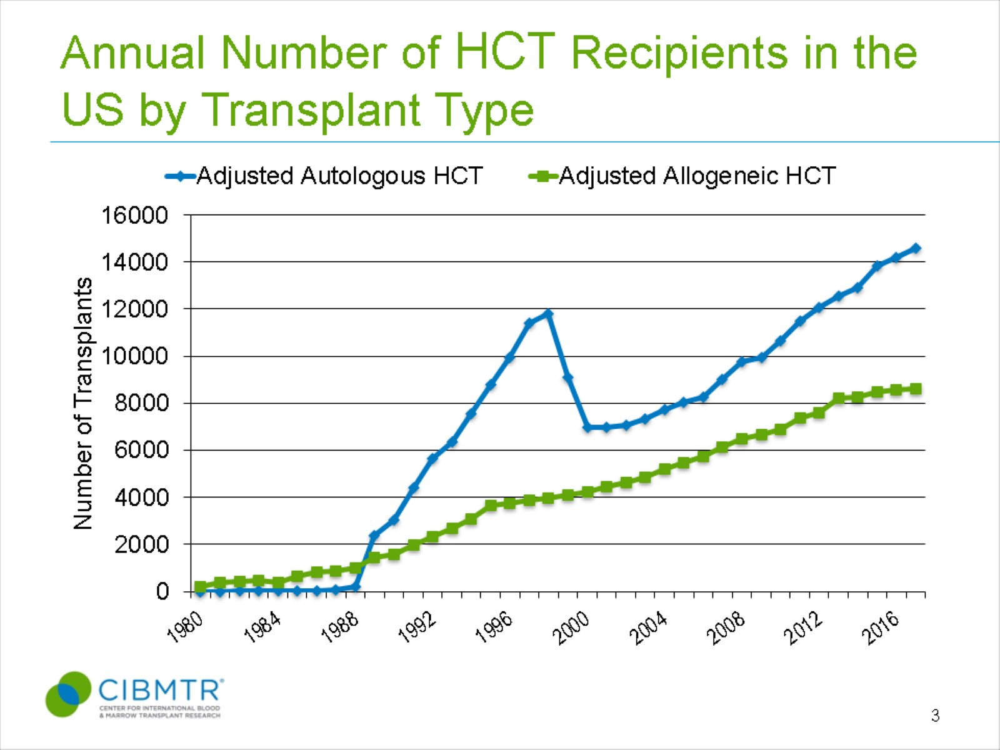 Annual Number of HCT Recipients in the
US by Transplant Type
Adjusted Autologous HCT
Adjusted Allogeneic HCT
Number of Transplants
16000
14000
12000
10000
8000
6000
4000
2000
0
1980
1984
1988
1992
1996
2000
2004
2008
2012
2016
CIBMTR®
CENTER FOR INTERNATIONAL BLOOD
& MARROW TRANSPLANT RESEARCH
3